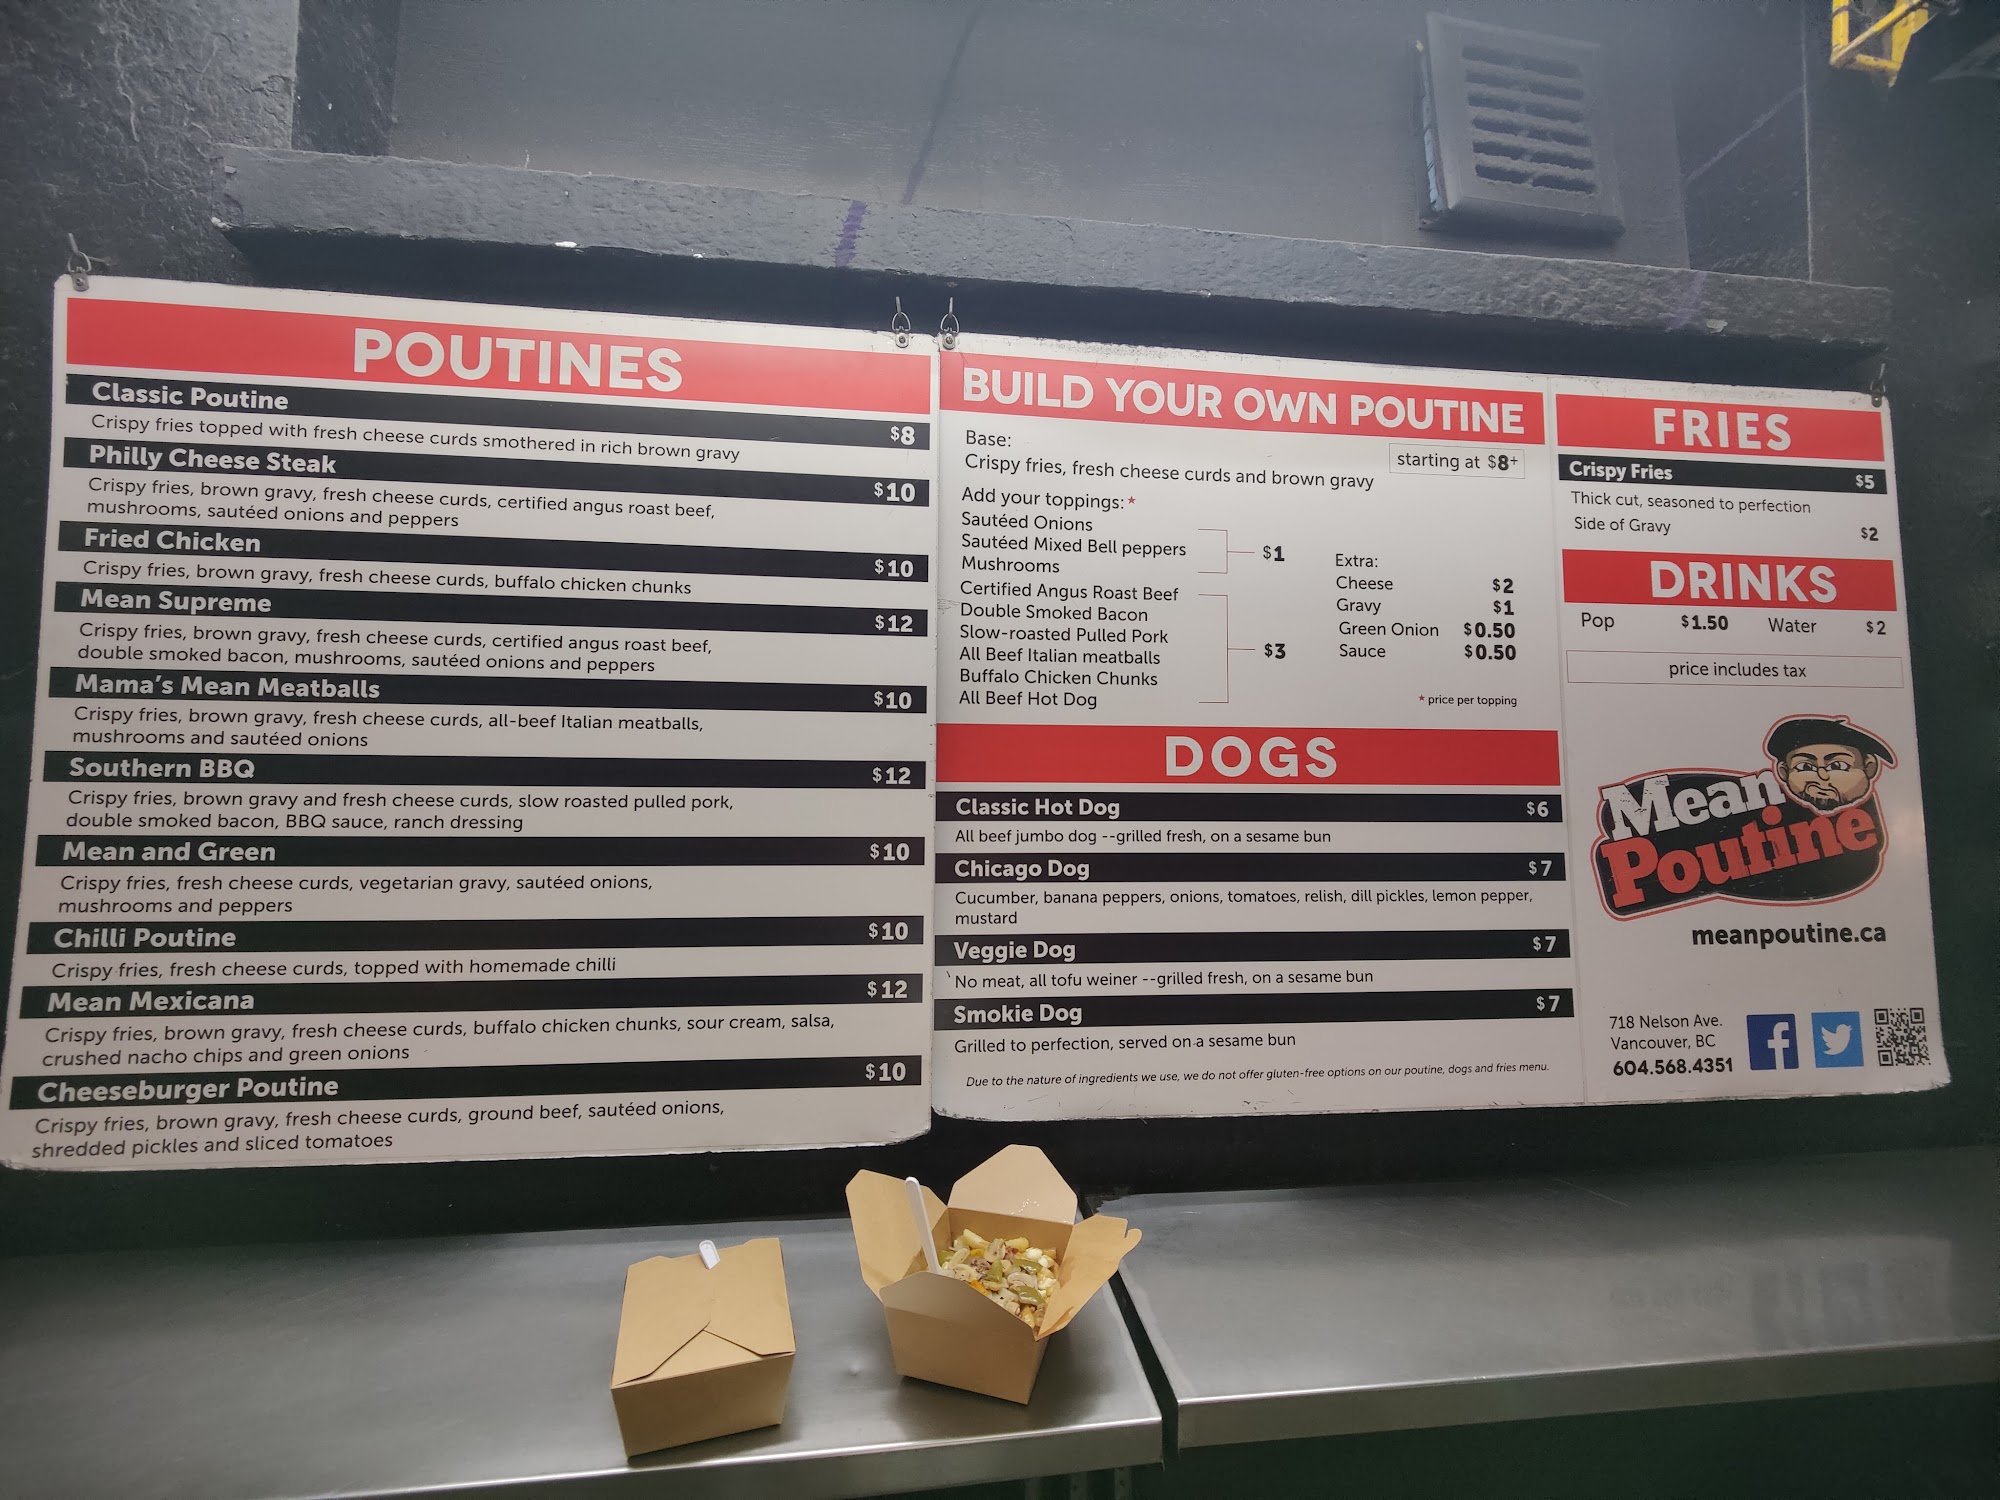 POUTINES
Classic Poutine $8
Crispy fries topped with fresh cheese curds smothered in rich brown gravy
Philly Cheese Steak $10
Crispy fries, brown gravy, fresh cheese curds, certified angus roast beef,
mushrooms, sautéed onions and peppers
Fried Chicken $10
Crispy fries, brown gravy, fresh cheese curds, buffalo chicken chunks
Mean Supreme $12
Crispy fries, brown gravy, fresh cheese curds, certified angus roast beef,
double smoked bacon, mushrooms, sautéed onions and peppers
Mama's Mean Meatballs $10
Crispy fries, brown gravy, fresh cheese curds, all-beef Italian meatballs,
mushrooms and sautéed onions
Southern BBQ $12
Crispy fries, brown gravy and fresh cheese curds, slow roasted pulled pork,
double smoked bacon, BBQ sauce, ranch dressing
Mean and Green $10
Crispy fries, fresh cheese curds, vegetarian gravy, sautéed onions,
mushrooms and peppers
Chilli Poutine $10
Crispy fries, fresh cheese curds, topped with homemade chilli
Mean Mexicana $12
Crispy fries, brown gravy, fresh cheese curds, buffalo chicken chunks, sour cream, salsa,
crushed nacho chips and green onions
Cheeseburger Poutine $10
Crispy fries, brown gravy, fresh cheese curds, ground beef, sautéed onions,
shredded pickles and sliced tomatoes
BUILD YOUR OWN POUTINE
Base:
starting at $8+
Crispy fries, fresh cheese curds and brown gravy
Add your toppings:*
Sautéed Onions
Sautéed Mixed Bell peppers
Mushrooms
$1
Certified Angus Roast Beef
Double Smoked Bacon
Slow-roasted Pulled Pork
All Beef Italian meatballs
Buffalo Chicken Chunks
All Beef Hot Dog
$3
Extra:
Cheese $2
Gravy $1
Green Onion $0.50
Sauce $0.50
* price per topping
DOGS
Classic Hot Dog $6
All beef jumbo dog --grilled fresh, on a sesame bun
Chicago Dog $7
Cucumber, banana peppers, onions, tomatoes, relish, dill pickles, lemon pepper,
mustard
Veggie Dog $7
No meat, all tofu weiner --grilled fresh, on a sesame bun
Smokie Dog $7
Grilled to perfection, served on a sesame bun
Due to the nature of ingredients we use, we do not offer gluten-free options on our poutine, dogs and fries menu.
FRIES
Crispy Fries $5
Thick cut, seasoned to perfection
Side of Gravy $2
DRINKS
Pop $1.50 Water $2
price includes tax
Mean
Poutine
meanpoutine.ca
718 Nelson Ave.
Vancouver, BC
604.568.4351